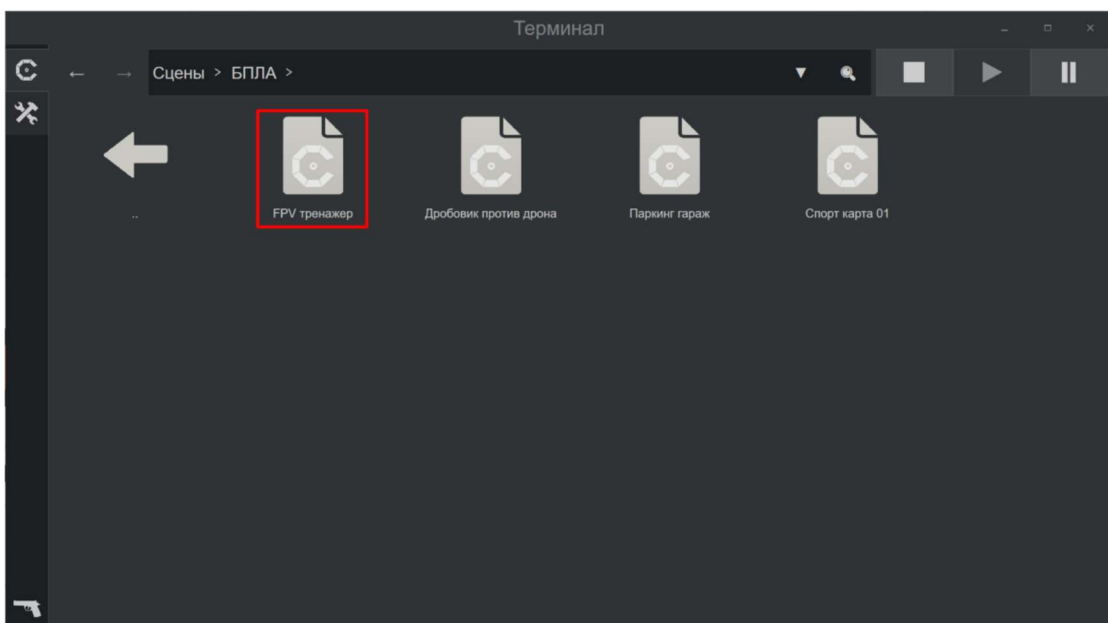 Терминал
Сцены > БПЛА >
..
FPV тренажер
Дробовик против дрона
Паркинг гараж
Спорт карта 01